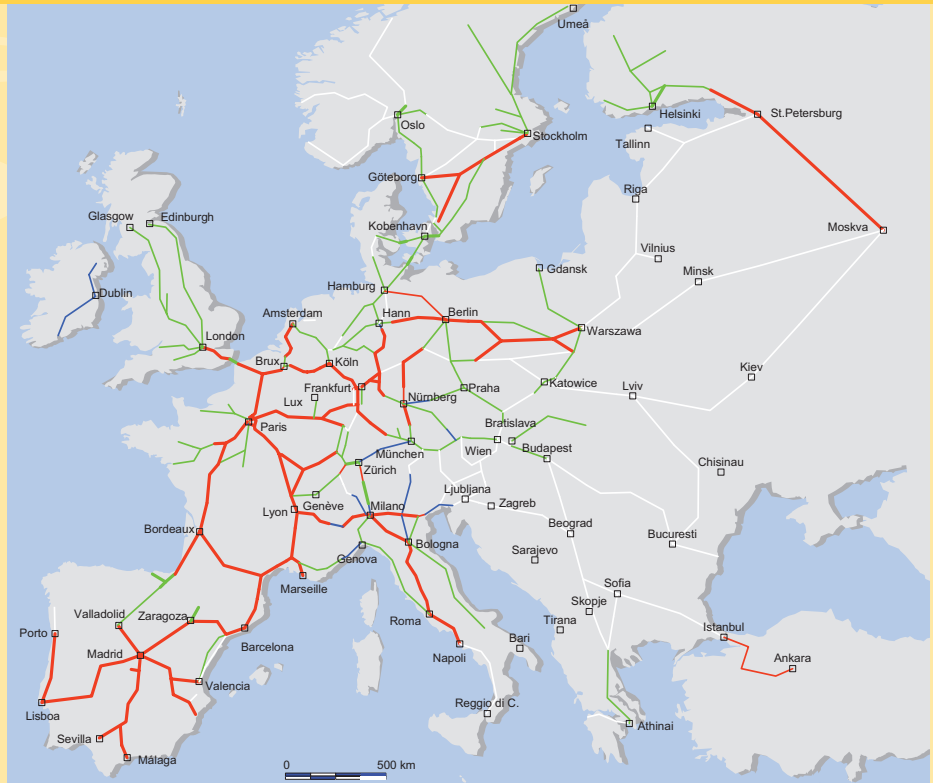 Umeå
Helsinki
St.Petersburg
Oslo
Stockholm
Tallinn
Göteborg
Riga
Glasgow
Edinburgh
Kobenhavn
Moskva
Vilnius
Gdansk
Minsk
Hamburg
Dublin
Amsterdam
Hann
Berlin
Warszawa
London
Brux
Köln
Kiev
Frankfurt
Praha
Katowice
Lviv
Lux
Nürnberg
Paris
Bratislava
München
Wien
Budapest
Zürich
Chisinau
Ljubljana
Genève
Milano
Zagreb
Lyon
Bordeaux
Beograd
Bucuresti
Bologna
Sarajevo
Genova
Marseille
Sofia
Skopje
Valladolid
Zaragoza
Roma
Tirana
Istanbul
Porto
Bari
Madrid
Barcelona
Napoli
Ankara
Valencia
Lisboa
Reggio di C.
Athinai
Sevilla
Málaga
0 500 km